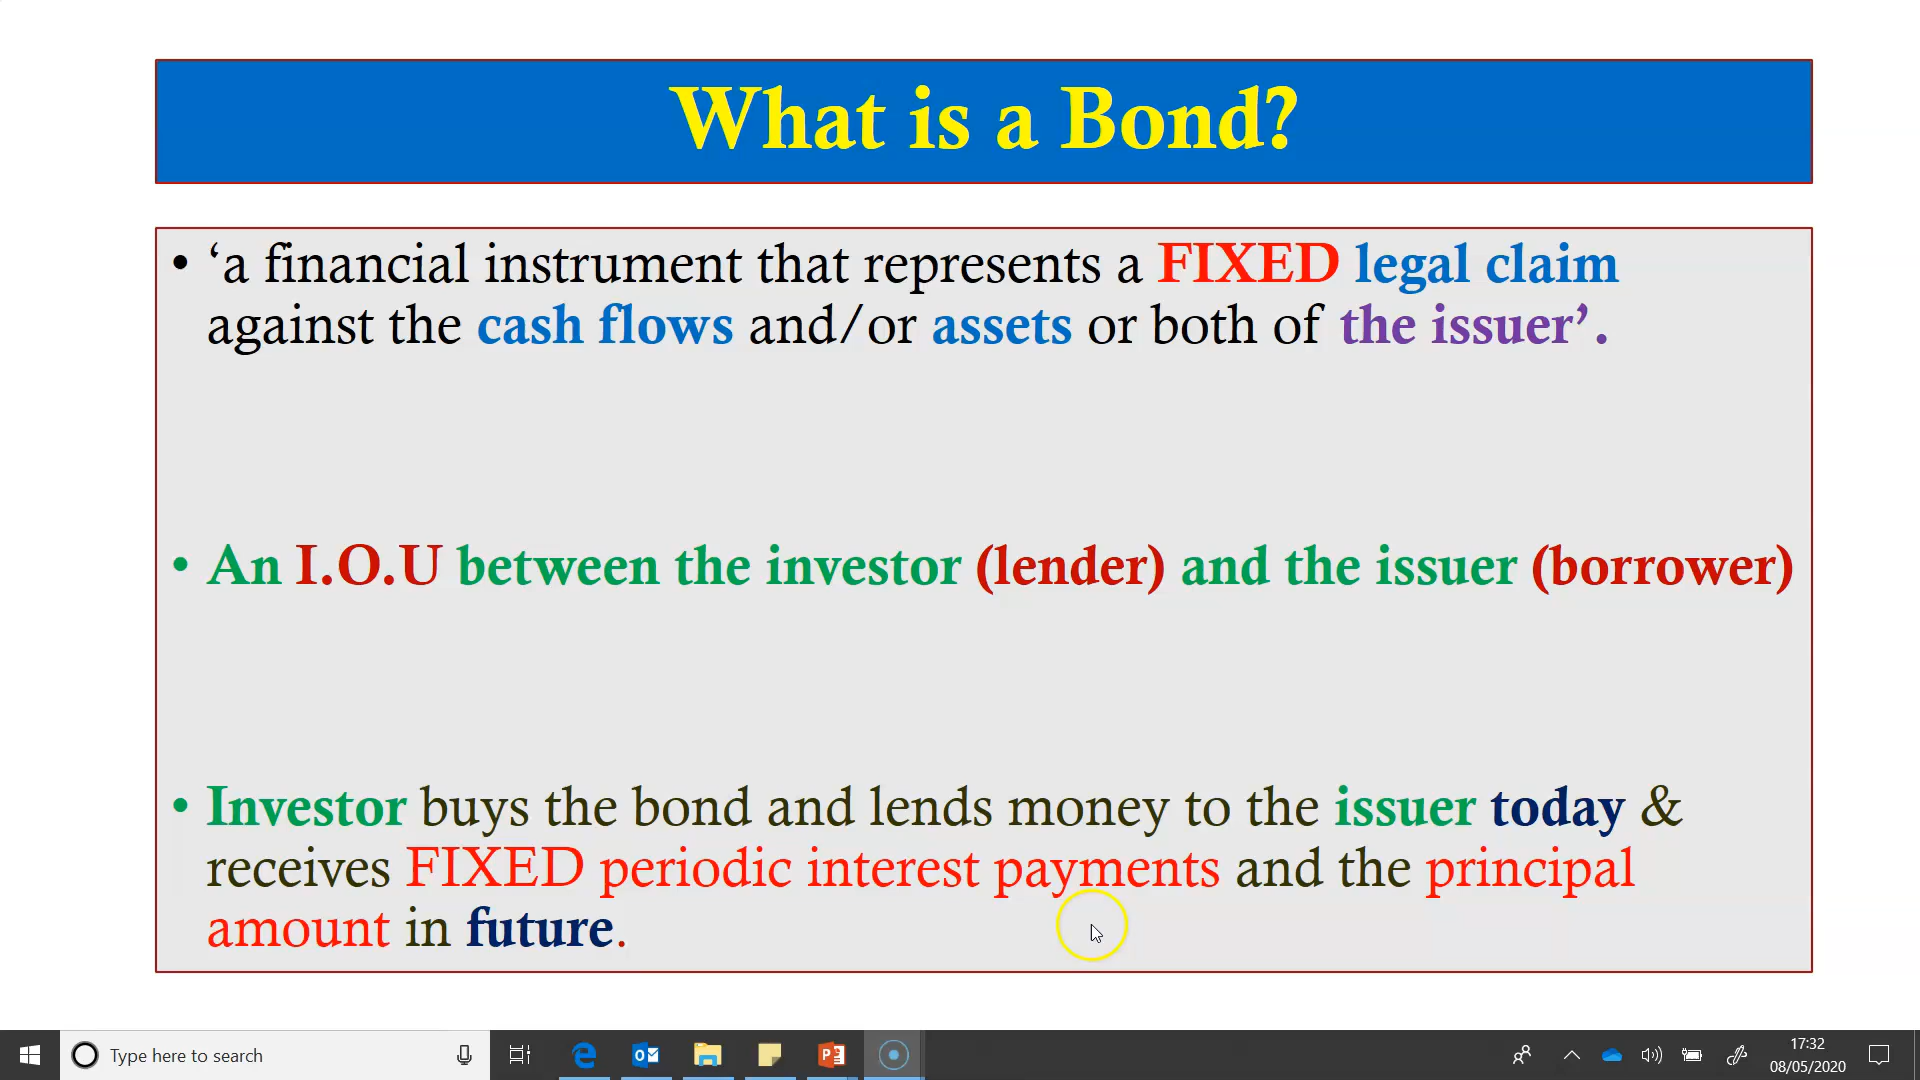 What is a Bond?
• ‘a financial instrument that represents a FIXED legal claim
against the cash flows and/or assets or both of the issuer’.
• An I.O.U between the investor (lender) and the issuer (borrower)
• Investor buys the bond and lends money to the issuer today &
receives FIXED periodic interest payments and the principal
amount in future.
Type here to search
17:32
08/05/2020